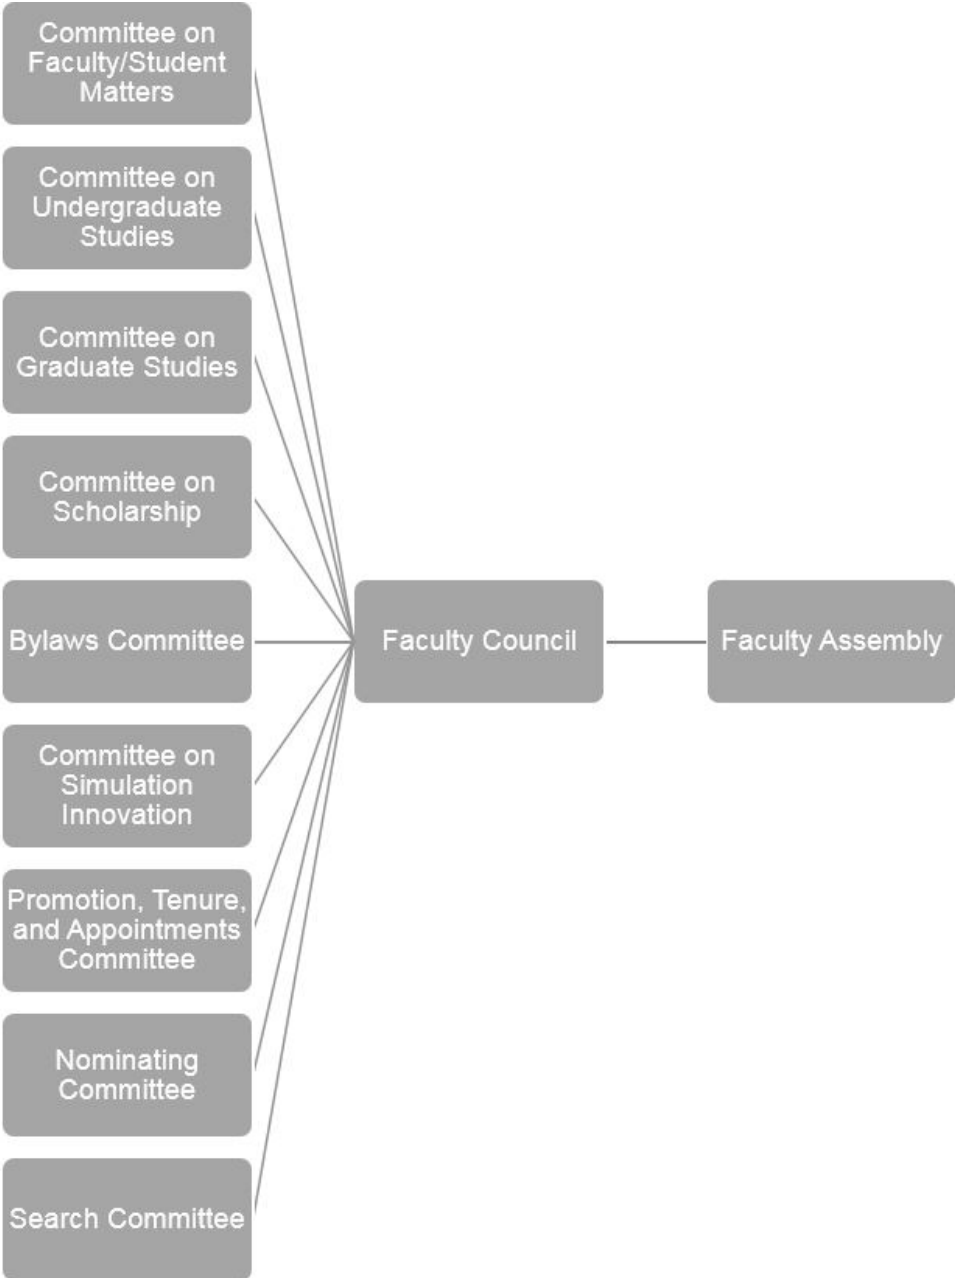 Committee on
Faculty/Student
Matters
Committee on
Undergraduate
Studies
Committee on
Graduate Studies
Committee on
Scholarship
Bylaws Committee
Faculty Council
Faculty Assembly
Committee on
Simulation
Innovation
Promotion, Tenure,
and Appointments
Committee
Nominating
Committee
Search Committee